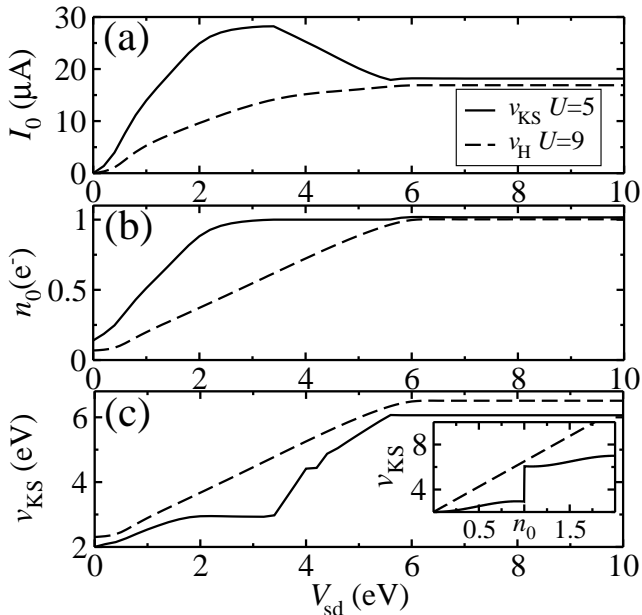 30
(a)
20
10
0
I0 (μA)
vKS U=5
vH U=9
0 2 4 6 8 10
1
(b)
0.5
0
n0(e-)
0 2 4 6 8 10
(c)
6
4
2
vKS (eV)
8
4
vKS
0.5 n0 1.5
0 2 4 6 8 10
Vsd (eV)